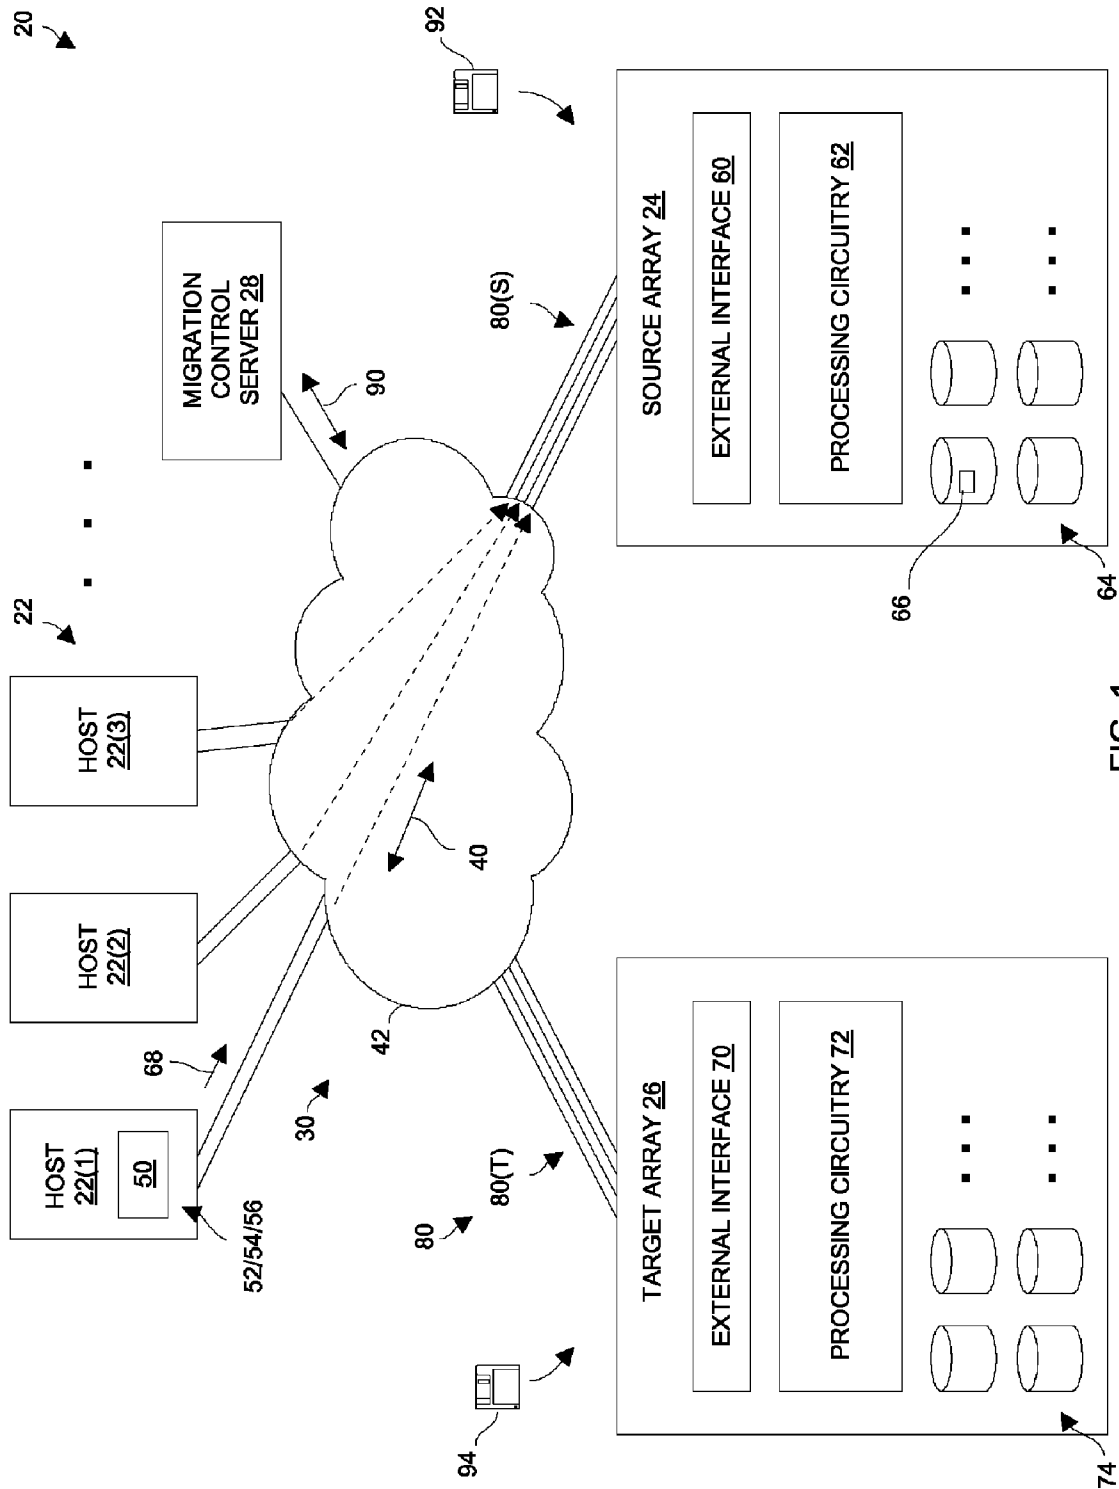 20
22
HOST
22(1)
50
52/54/56
68
HOST
22(2)
HOST
22(3)
MIGRATION
CONTROL
SERVER 28
90
30
42
40
80
80(T)
80(S)
94
92
TARGET ARRAY 26
EXTERNAL INTERFACE 70
PROCESSING CIRCUITRY 72
74
SOURCE ARRAY 24
EXTERNAL INTERFACE 60
PROCESSING CIRCUITRY 62
66
64
FIG. 1